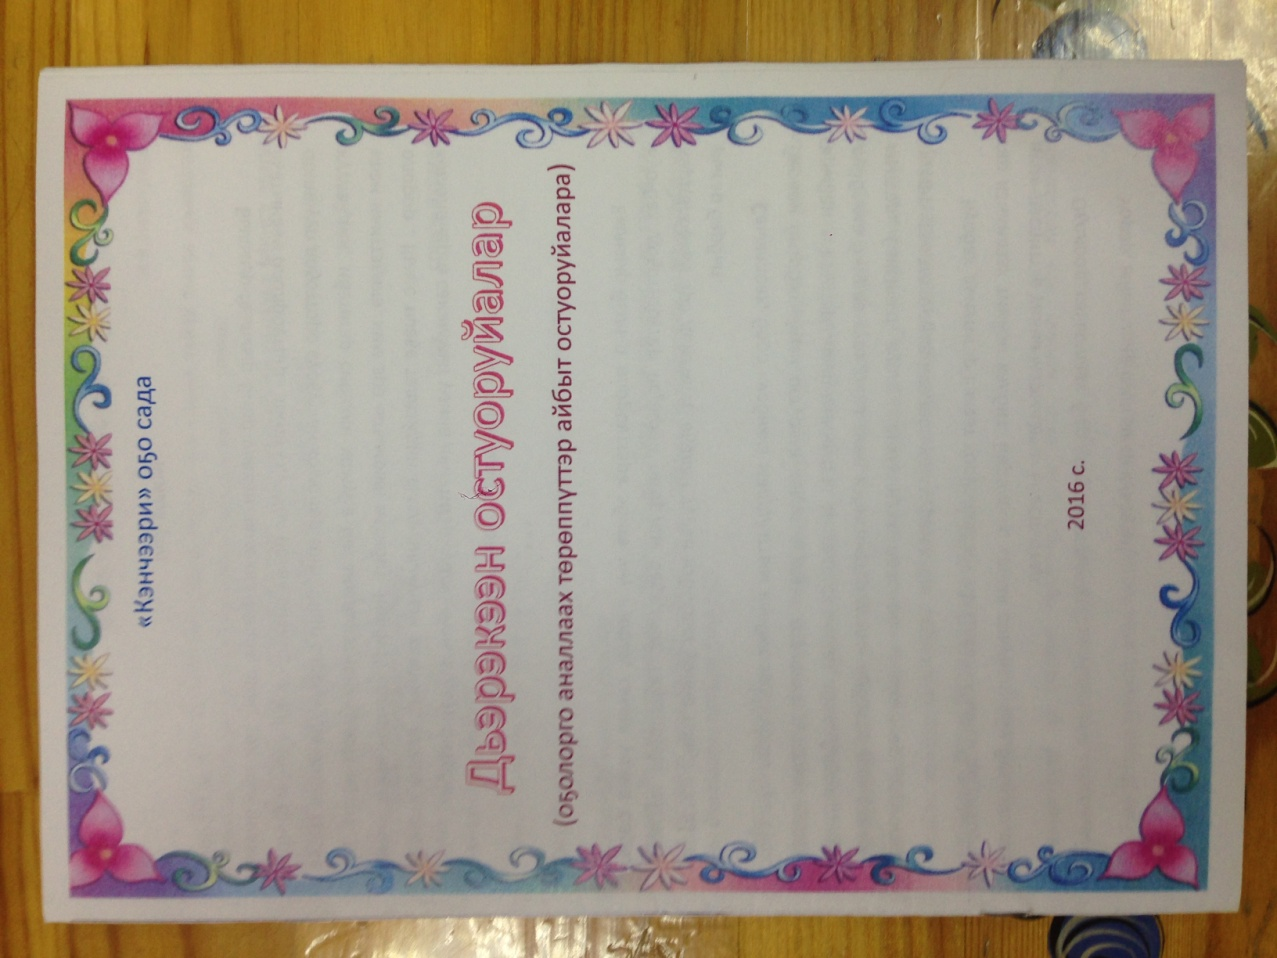 «Кэнчээри» оҕо сада
Дьэрэкээн остуоруйалар
(оҕолорго аналлаах төрөппүттэр айбыт остуоруйалара)
2016 с.